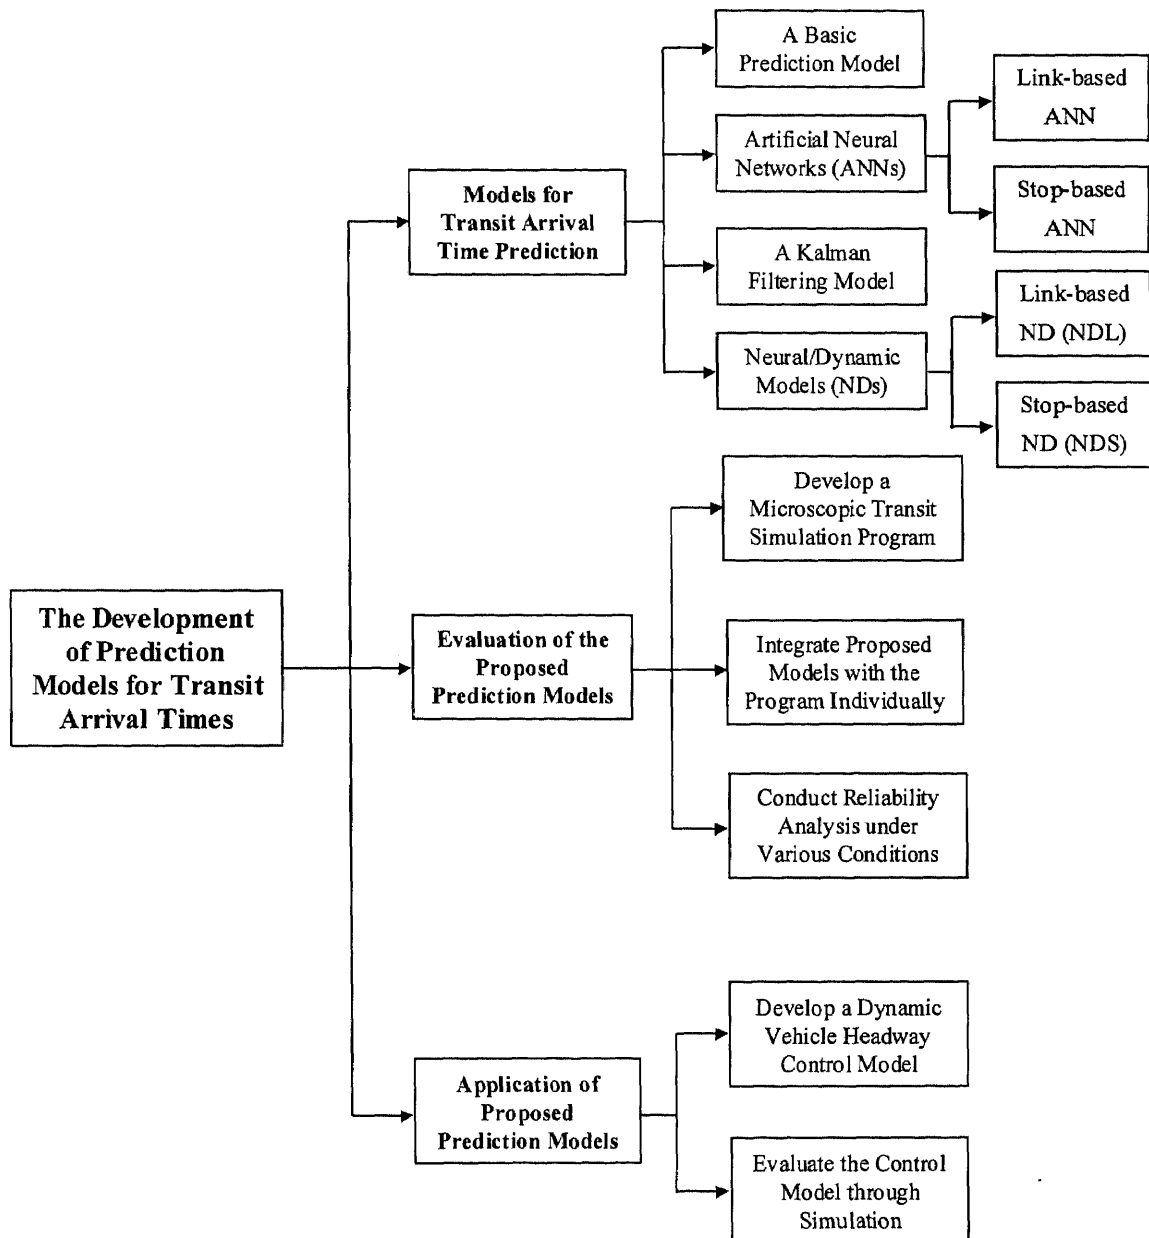 The Development
of Prediction
Models for Transit
Arrival Times
Models for
Transit Arrival
Time Prediction
A Basic
Prediction Model
Artificial Neural
Networks (ANNs)
Link-based
ANN
Stop-based
ANN
A Kalman
Filtering Model
Neural/Dynamic
Models (NDs)
Link-based
ND (NDL)
Stop-based
ND (NDS)
Evaluation of the
Proposed
Prediction Models
Develop a
Microscopic Transit
Simulation Program
Integrate Proposed
Models with the
Program Individually
Conduct Reliability
Analysis under
Various Conditions
Application of
Proposed
Prediction Models
Develop a Dynamic
Vehicle Headway
Control Model
Evaluate the Control
Model through
Simulation